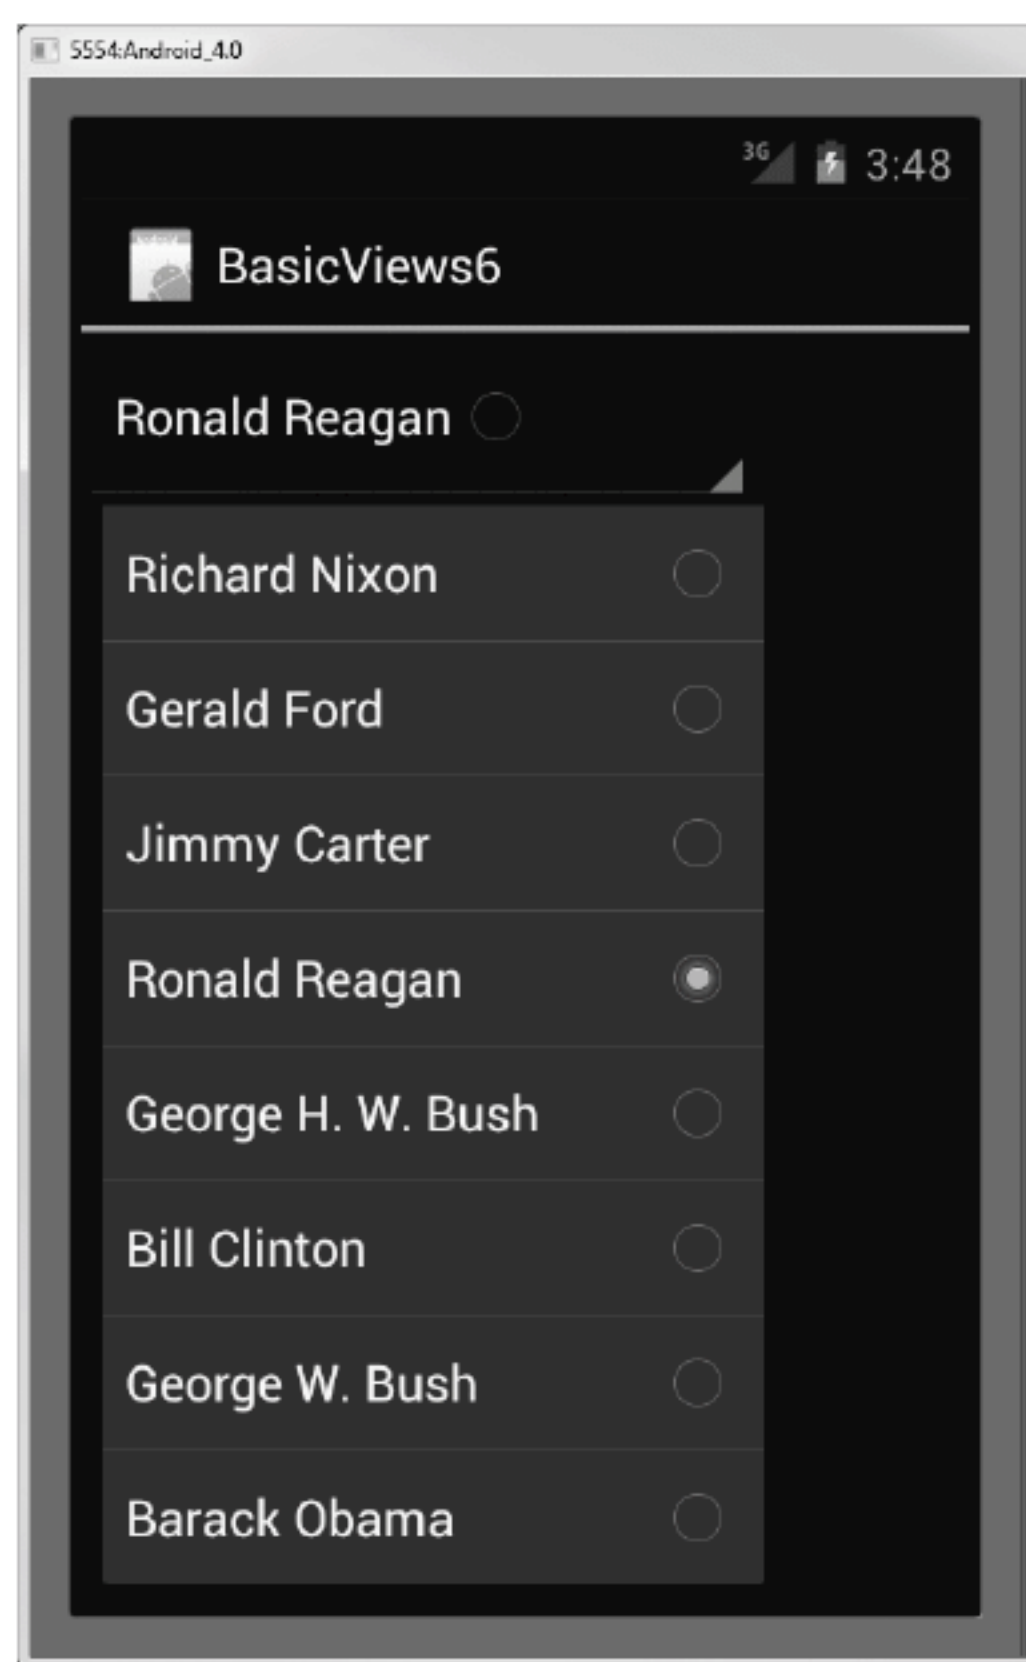 5554:Android_4.0
3G 3:48
BasicViews6
Ronald Reagan
Richard Nixon
Gerald Ford
Jimmy Carter
Ronald Reagan
George H. W. Bush
Bill Clinton
George W. Bush
Barack Obama